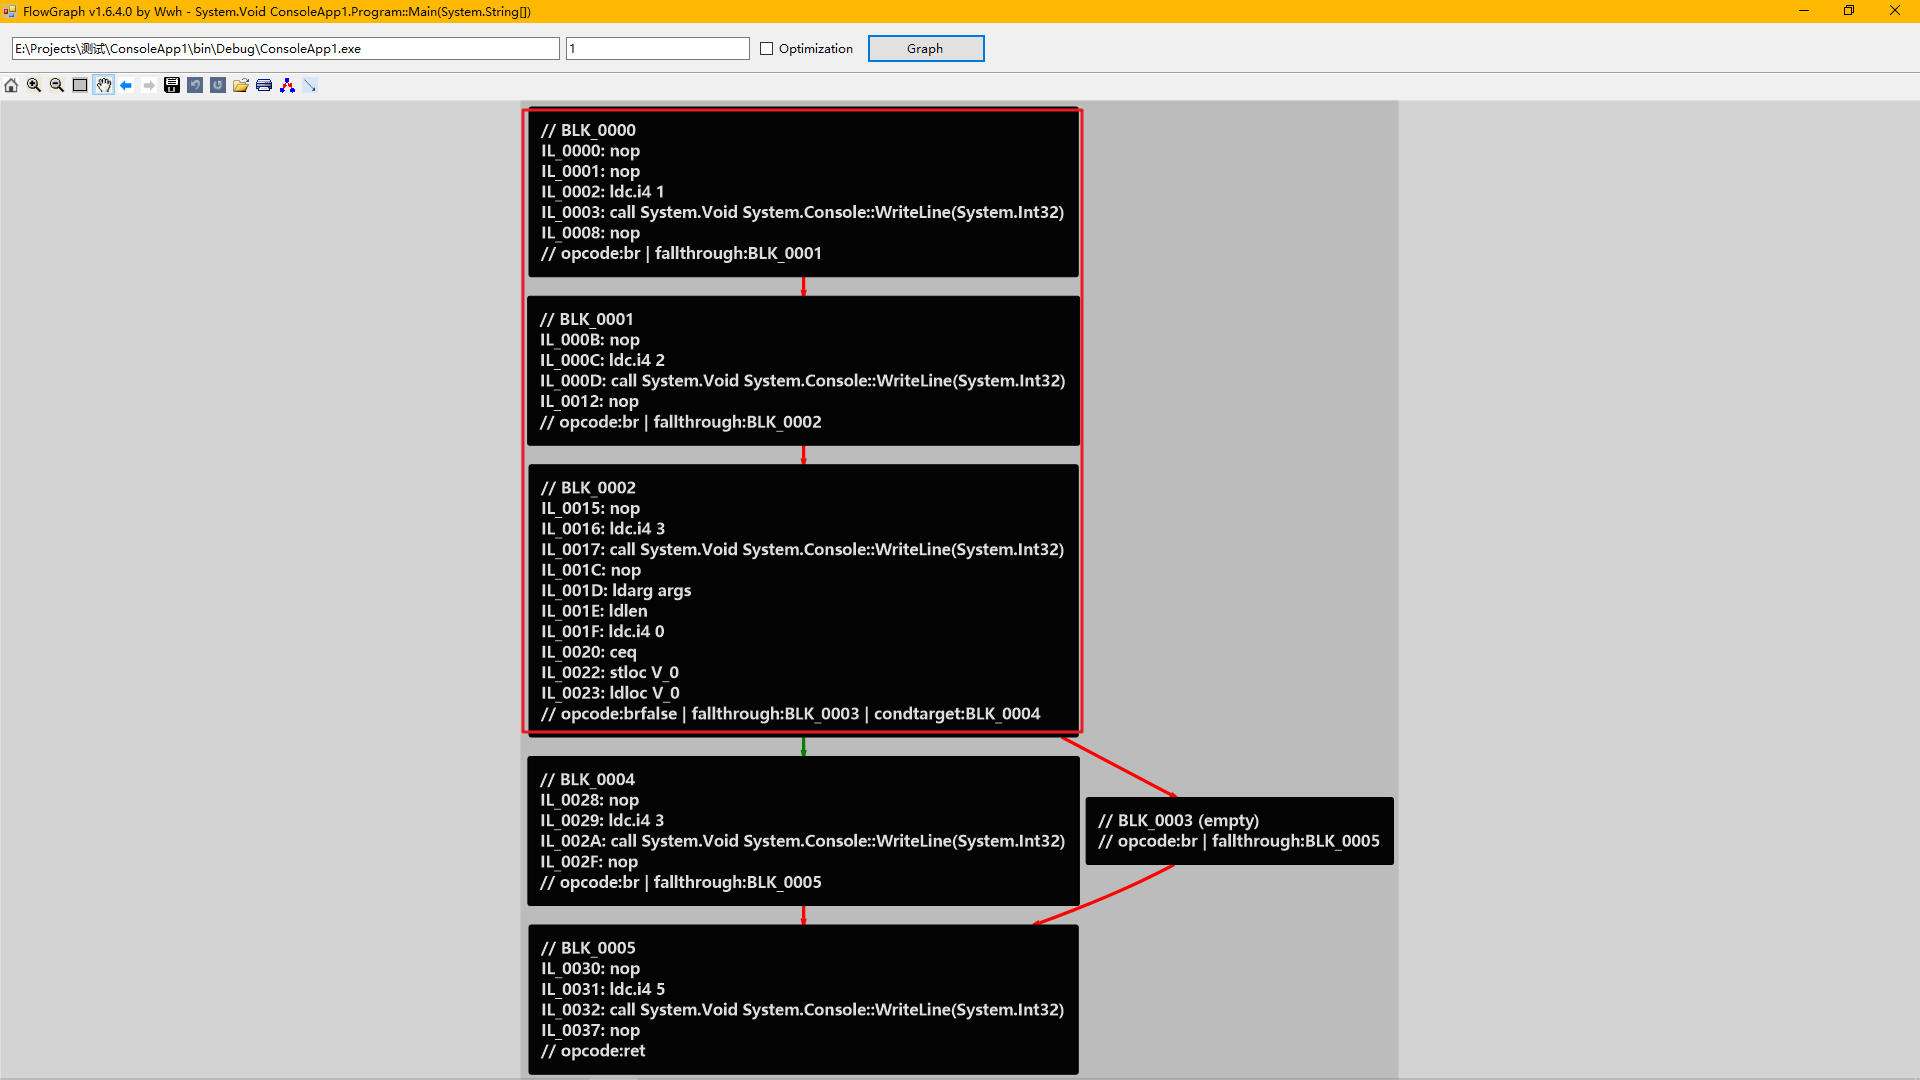 FlowGraph v1.6.4.0 by Wwh - System.Void ConsoleApp1.Program::Main(System.String[])
E:\Projects\测试\ConsoleApp1\bin\Debug\ConsoleApp1.exe
1
Optimization
Graph
// BLK_0000
IL_0000: nop
IL_0001: nop
IL_0002: ldc.i4 1
IL_0003: call System.Void System.Console::WriteLine(System.Int32)
IL_0008: nop
// opcode:br | fallthrough:BLK_0001
// BLK_0001
IL_000B: nop
IL_000C: ldc.i4 2
IL_000D: call System.Void System.Console::WriteLine(System.Int32)
IL_0012: nop
// opcode:br | fallthrough:BLK_0002
// BLK_0002
IL_0015: nop
IL_0016: ldc.i4 3
IL_0017: call System.Void System.Console::WriteLine(System.Int32)
IL_001C: nop
IL_001D: ldarg args
IL_001E: ldlen
IL_001F: ldc.i4 0
IL_0020: ceq
IL_0022: stloc V_0
IL_0023: ldloc V_0
// opcode:brfalse | fallthrough:BLK_0003 | condtarget:BLK_0004
// BLK_0004
IL_0028: nop
IL_0029: ldc.i4 3
IL_002A: call System.Void System.Console::WriteLine(System.Int32)
IL_002F: nop
// opcode:br | fallthrough:BLK_0005
// BLK_0003 (empty)
// opcode:br | fallthrough:BLK_0005
// BLK_0005
IL_0030: nop
IL_0031: ldc.i4 5
IL_0032: call System.Void System.Console::WriteLine(System.Int32)
IL_0037: nop
// opcode:ret